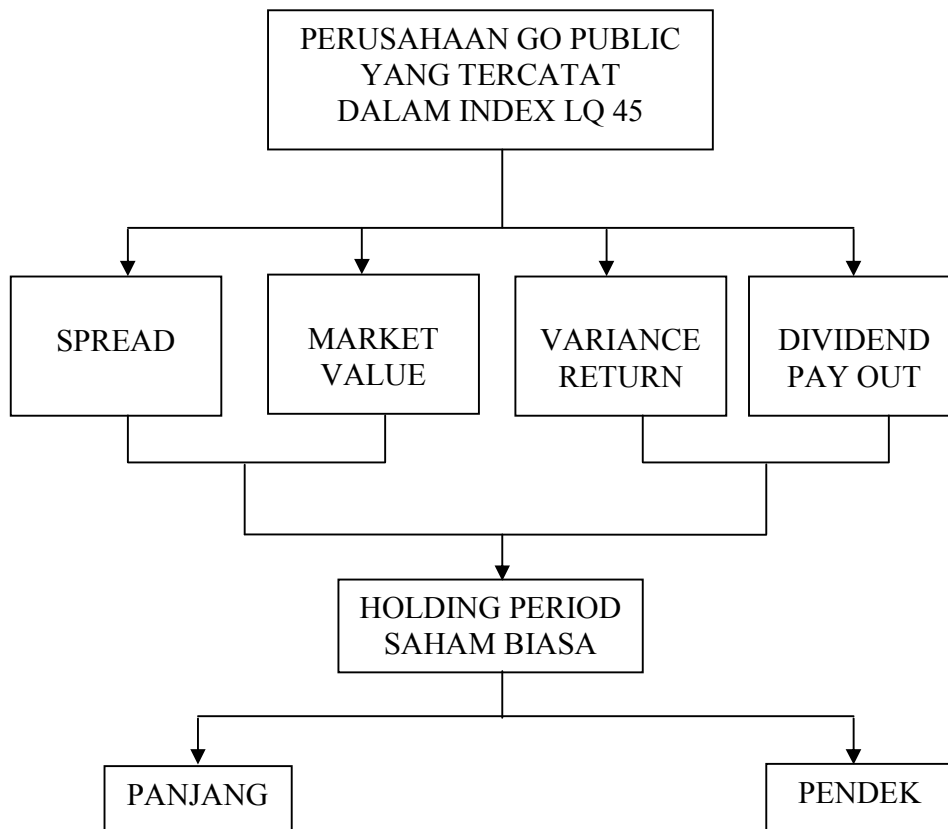 PERUSAHAAN GO PUBLIC
YANG TERCATAT
DALAM INDEX LQ 45
SPREAD
MARKET
VALUE
VARIANCE
RETURN
DIVIDEND
PAY OUT
HOLDING PERIOD
SAHAM BIASA
PANJANG
PENDEK